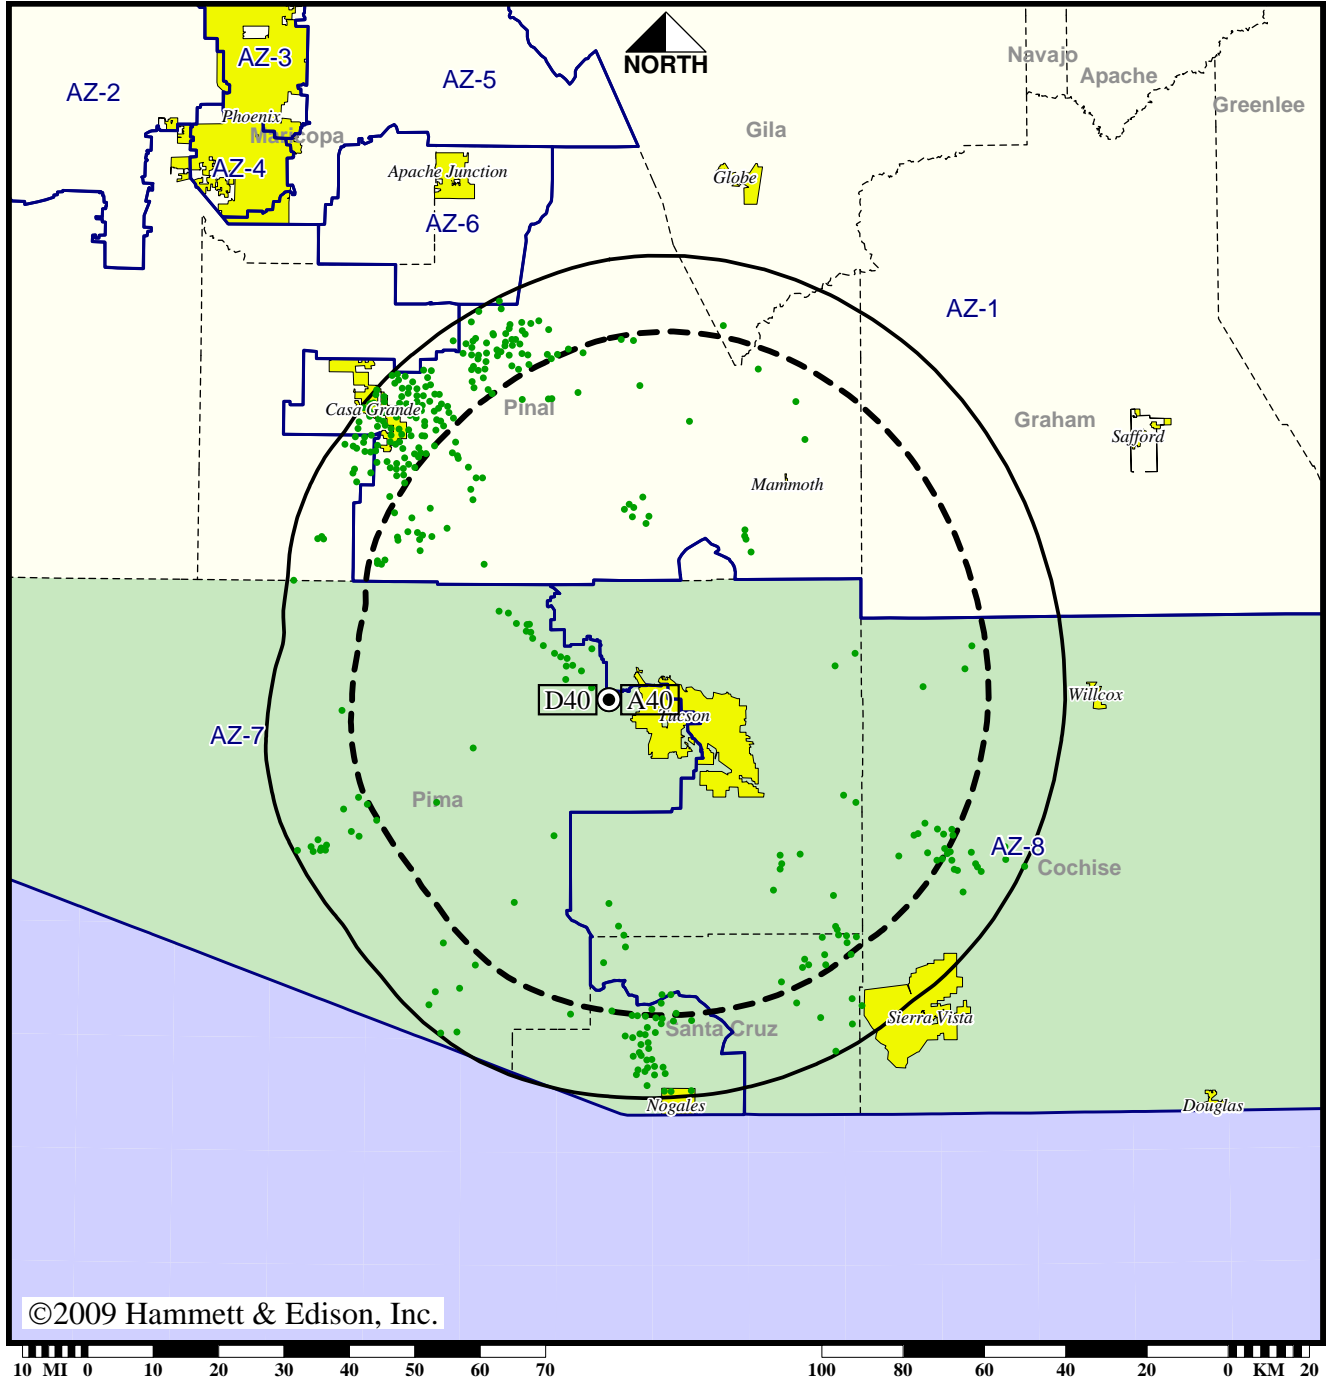 AZ-3
AZ-2
AZ-5
NORTH
Navajo
Apache
Greenlee
Phoenix
Maricopa
Gila
AZ-4
Apache Junction
Globe
AZ-6
AZ-1
Casa Grande
Pinal
Graham
Safford
Mammoth
D40
A40
Tucson
Willcox
AZ-7
Pima
AZ-8
Cochise
Santa Cruz
Sierra Vista
Nogales
Douglas
©2009 Hammett & Edison, Inc.
10 MI 0 10 20 30 40 50 60 70 100 80 60 40 20 0 KM 20